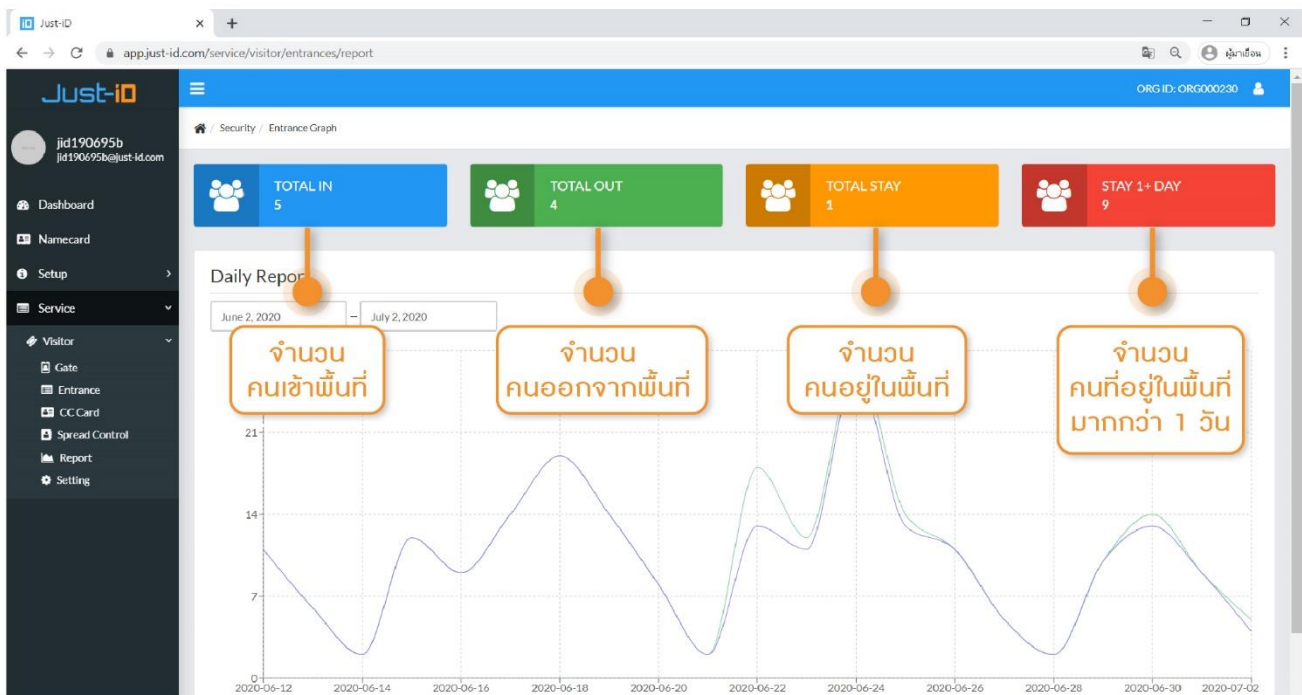 Just-iD
app.just-id.com/service/visitor/entrances/report
ผู้มาเยือน
Just-iD
ORG ID: ORG000230
jid190695b
jid190695b@just-id.com
Security / Entrance Graph
Dashboard
Namecard
Setup
Service
Visitor
Gate
Entrance
CC Card
Spread Control
Report
Setting
TOTAL IN
5
TOTAL OUT
4
TOTAL STAY
1
STAY 1+ DAY
9
Daily Repor
June 2, 2020 – July 2, 2020
จำนวน
คนเข้าพื้นที่
จำนวน
คนออกจากพื้นที่
จำนวน
คนอยู่ในพื้นที่
จำนวน
คนที่อยู่ในพื้นที่
มากกว่า 1 วัน
21
14
7
0
2020-06-12 2020-06-14 2020-06-16 2020-06-18 2020-06-20 2020-06-22 2020-06-24 2020-06-26 2020-06-28 2020-06-30 2020-07-02